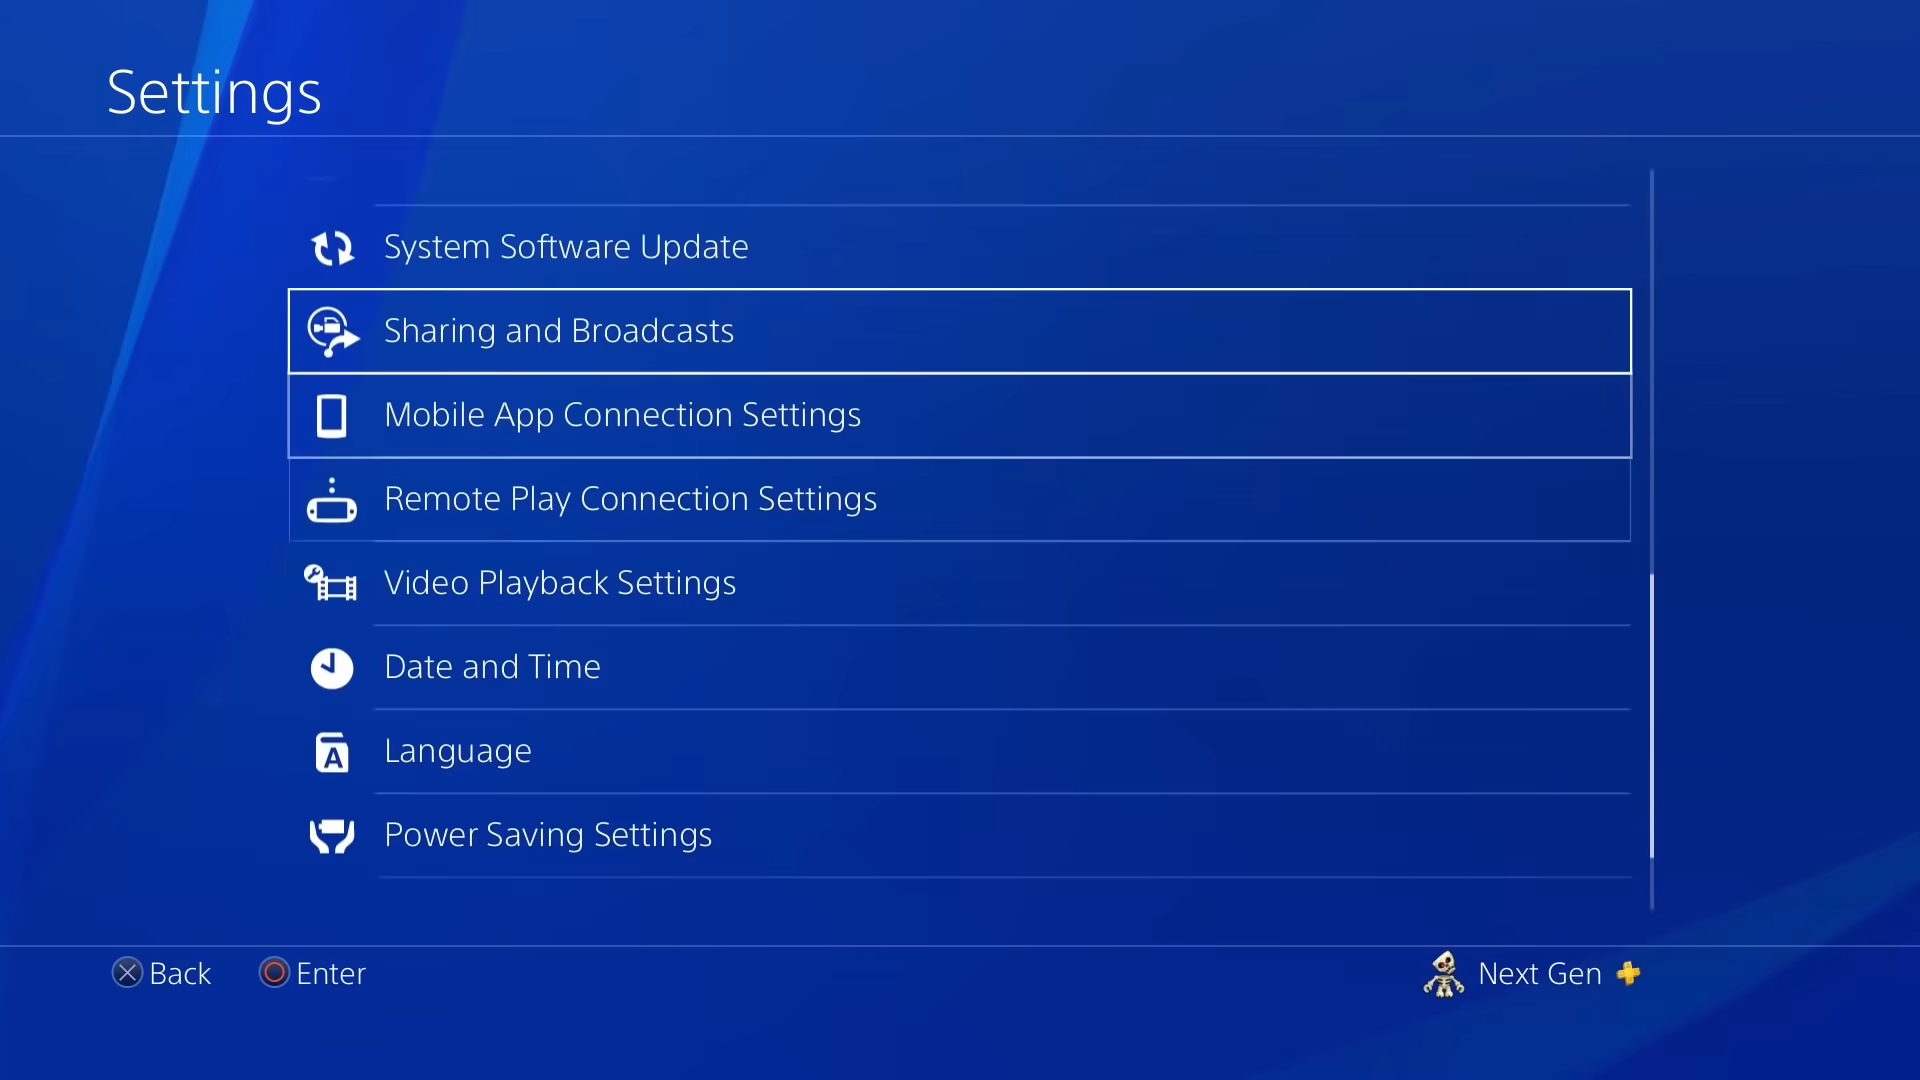 Settings
System Software Update
Sharing and Broadcasts
Mobile App Connection Settings
Remote Play Connection Settings
Video Playback Settings
Date and Time
Language
Power Saving Settings
Back Enter Next Gen